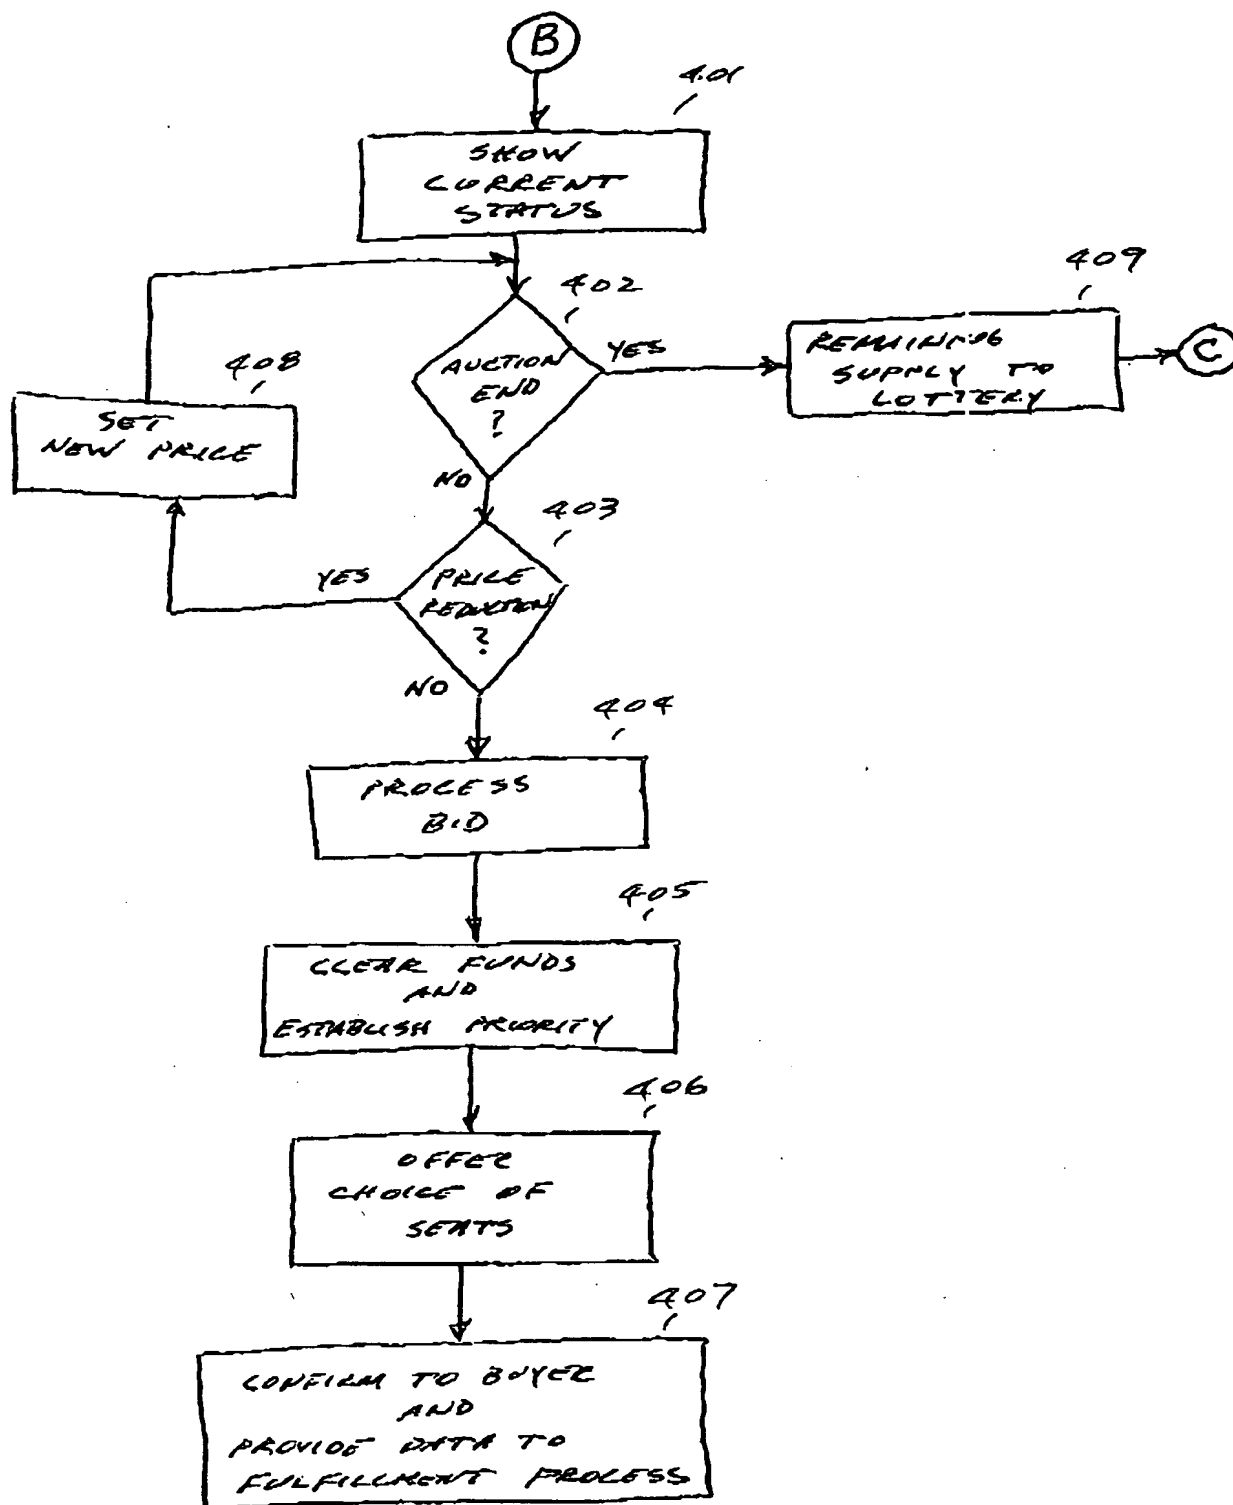 B
401
SHOW
CURRENT
STATUS
402
AUCTION
END
?
YES
NO
409
REMAINING
SUPPLY TO
LOTTERY
C
408
SET
NEW PRICE
403
PRICE
REDUCTION
?
YES
NO
404
PROCESS
BID
405
CLEAR FUNDS
AND
ESTABLISH PRIORITY
406
OFFER
CHOICE OF
SEATS
407
CONFIRM TO BUYER
AND
PROVIDE DATA TO
FULFILLMENT PROCESS